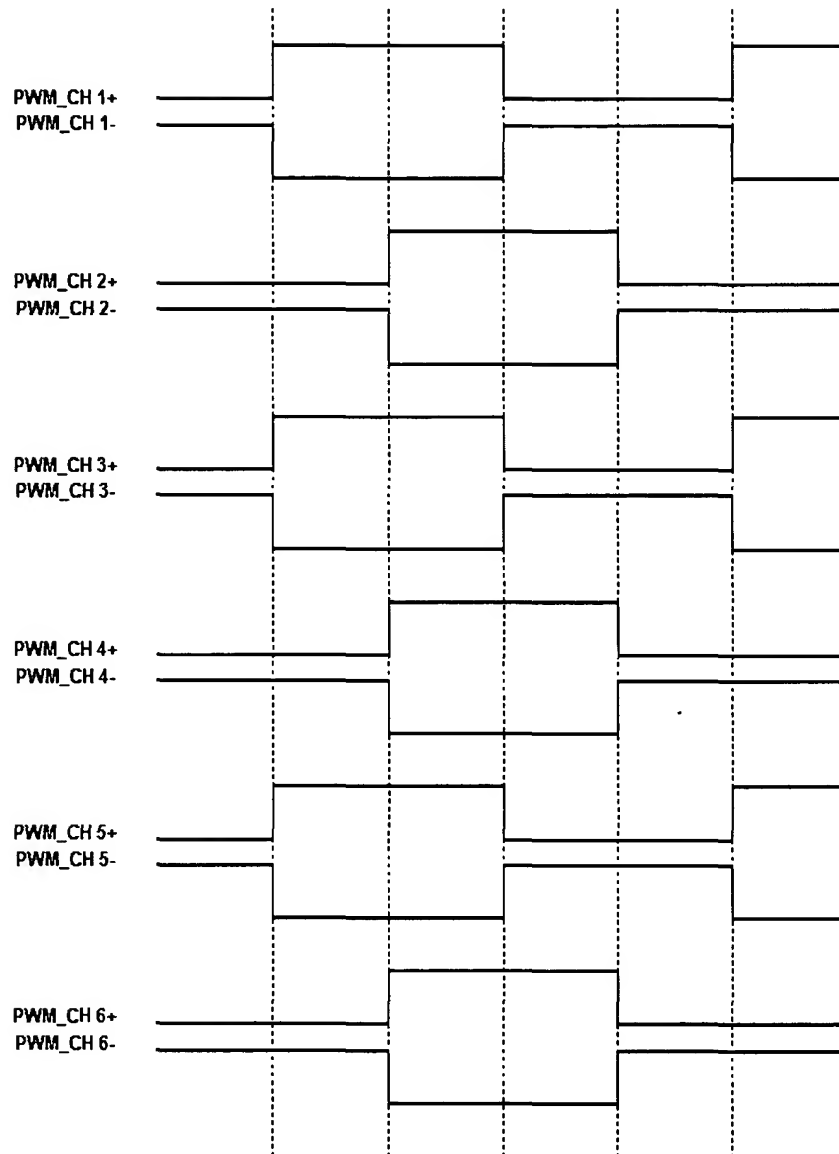 PWM_CH 1+
PWM_CH 1-
PWM_CH 2+
PWM_CH 2-
PWM_CH 3+
PWM_CH 3-
PWM_CH 4+
PWM_CH 4-
PWM_CH 5+
PWM_CH 5-
PWM_CH 6+
PWM_CH 6-